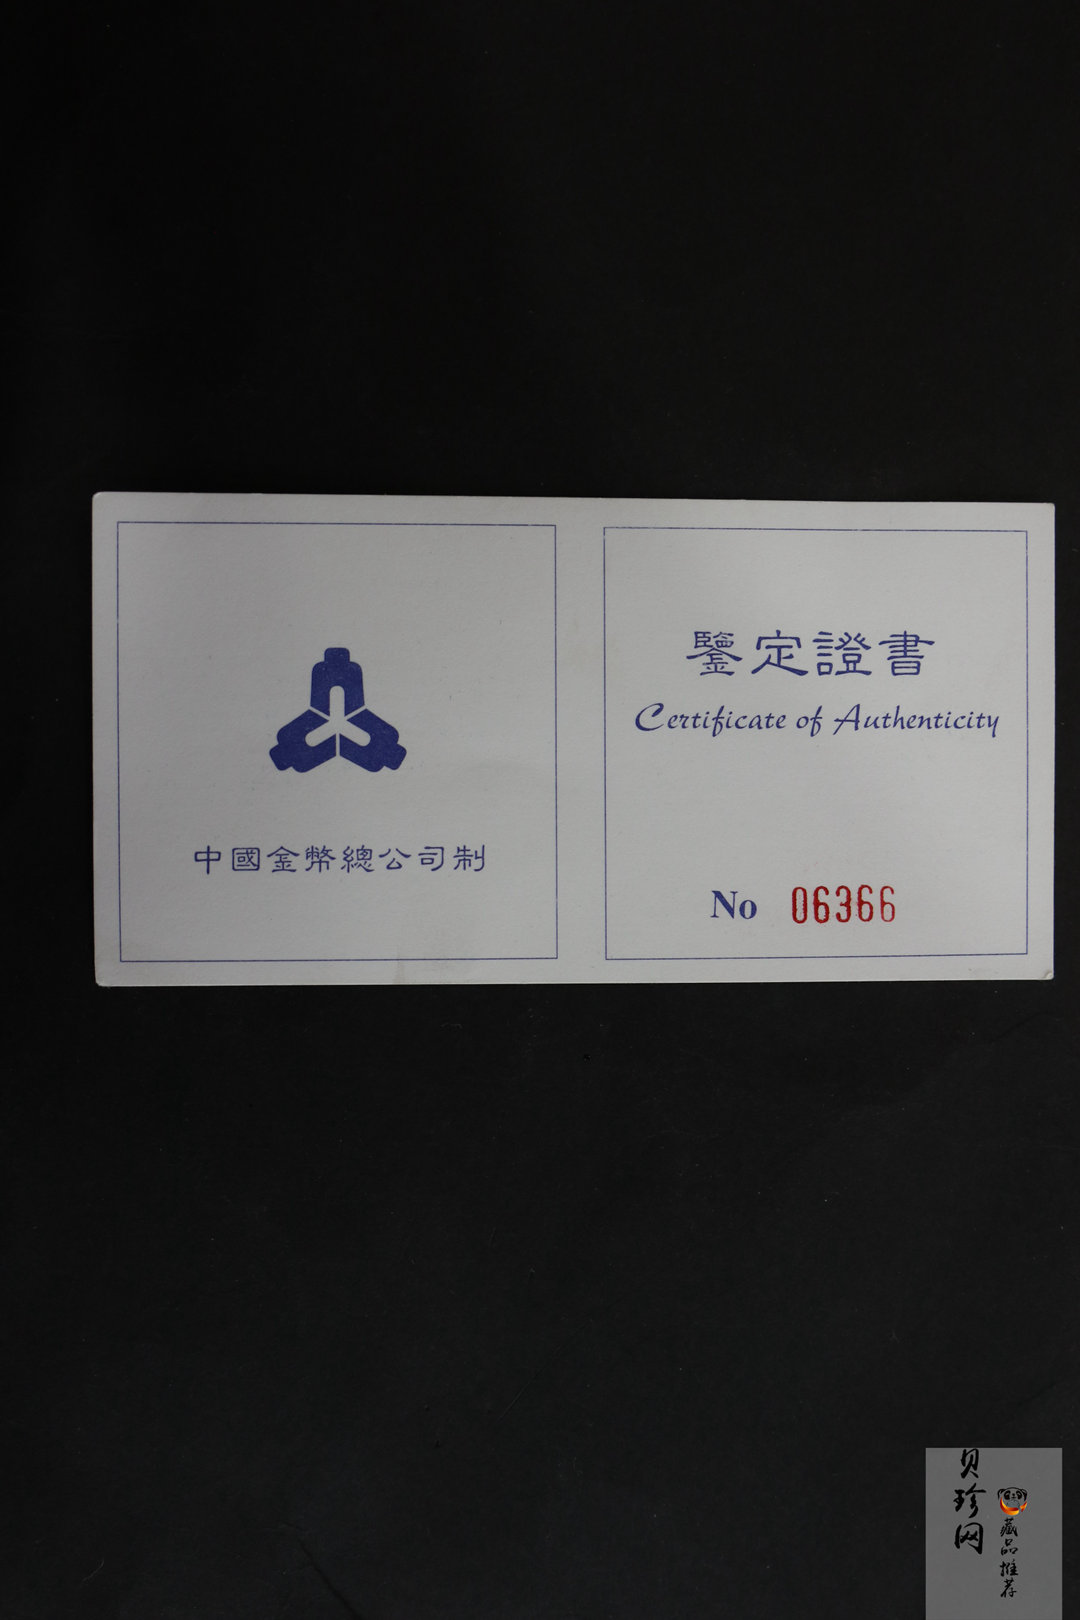 中國金幣總公司制
鑒定證書
Certificate of Authenticity
No 06366
贝珍网
藏品推荐